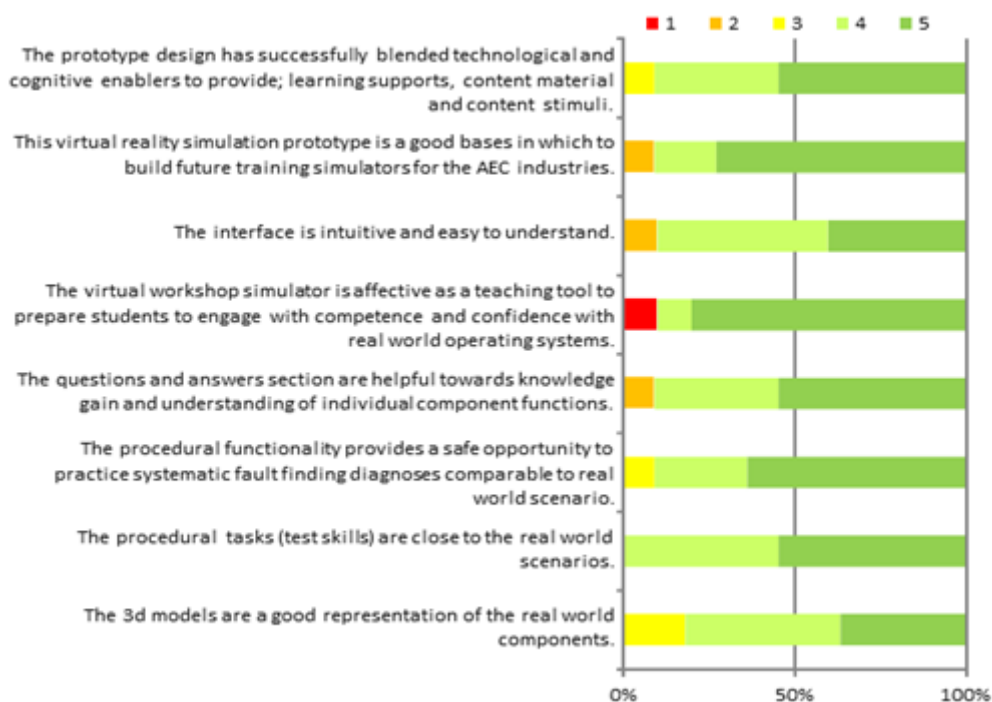 1 2 3 4 5
The prototype design has successfully blended technological and
cognitive enablers to provide; learning supports, content material
and content stimuli.
This virtual reality simulation prototype is a good bases in which to
build future training simulators for the AEC industries.
The interface is intuitive and easy to understand.
The virtual workshop simulator is affective as a teaching tool to
prepare students to engage with competence and confidence with
real world operating systems.
The questions and answers section are helpful towards knowledge
gain and understanding of individual component functions.
The procedural functionality provides a safe opportunity to
practice systematic fault finding diagnoses comparable to real
world scenario.
The procedural tasks (test skills) are close to the real world
scenarios.
The 3d models are a good representation of the real world
components.
0% 50% 100%